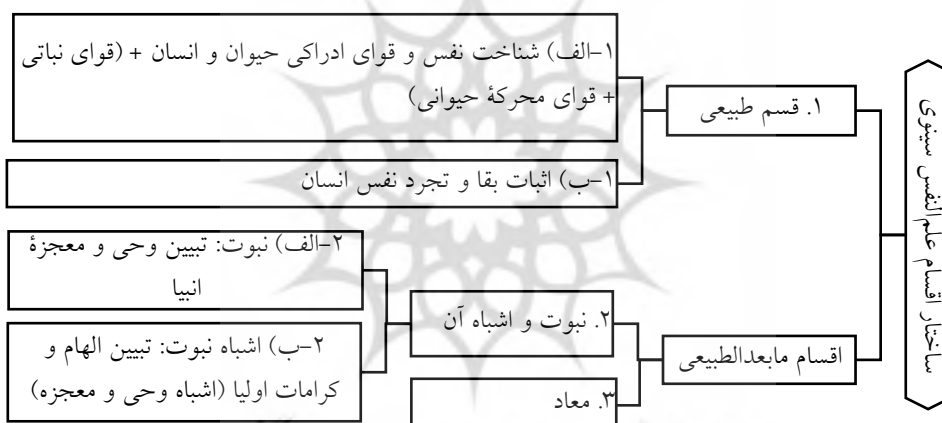 ساختار اقسام علم‌النفس سینوی
۱. قسم طبیعی
۱-الف) شناخت نفس و قوای ادراکی حیوان و انسان + (قوای نباتی
+ قوای محرکهٔ حیوانی)
۱-ب) اثبات بقا و تجرد نفس انسان
اقسام مابعدالطبیعی
۲. نبوت و اشباه آن
۲-الف) نبوت: تبیین وحی و معجزهٔ
انبیا
۲-ب) اشباه نبوت: تبیین الهام و
کرامات اولیا (اشباه وحی و معجزه)
۳. معاد